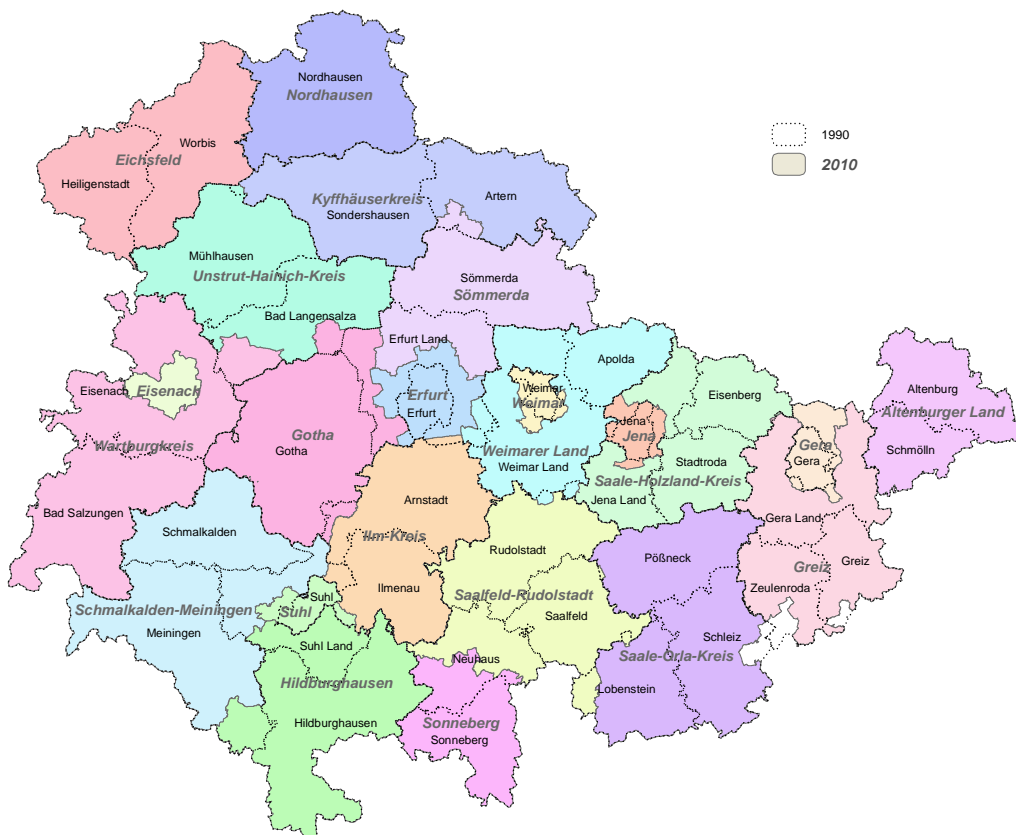 Nordhausen
Nordhausen
1990
2010
Worbis
Eichsfeld
Heiligenstadt
Artern
Kyffhäuserkreis
Sondershausen
Mühlhausen
Unstrut-Hainich-Kreis
Sömmerda
Sömmerda
Bad Langensalza
Erfurt Land
Apolda
Eisenach
Eisenach
Erfurt
Erfurt
Weimar
Weimar
Eisenberg
Altenburg
Altenburger Land
Schmölln
Wartburgkreis
Gotha
Gotha
Weimarer Land
Weimar Land
Jena
Jena
Gera
Gera
Stadtroda
Saale-Holzland-Kreis
Jena Land
Arnstadt
Bad Salzungen
Schmalkalden
Ilm-Kreis
Gera Land
Rudolstadt
Pößneck
Greiz
Greiz
Zeulenroda
Ilmenau
Suhl
Suhl
Saalfeld-Rudolstadt
Saalfeld
Schmalkalden-Meiningen
Meiningen
Suhl Land
Schleiz
Neuhaus
Saale-Orla-Kreis
Hildburghausen
Lobenstein
Hildburghausen
Sonneberg
Sonneberg